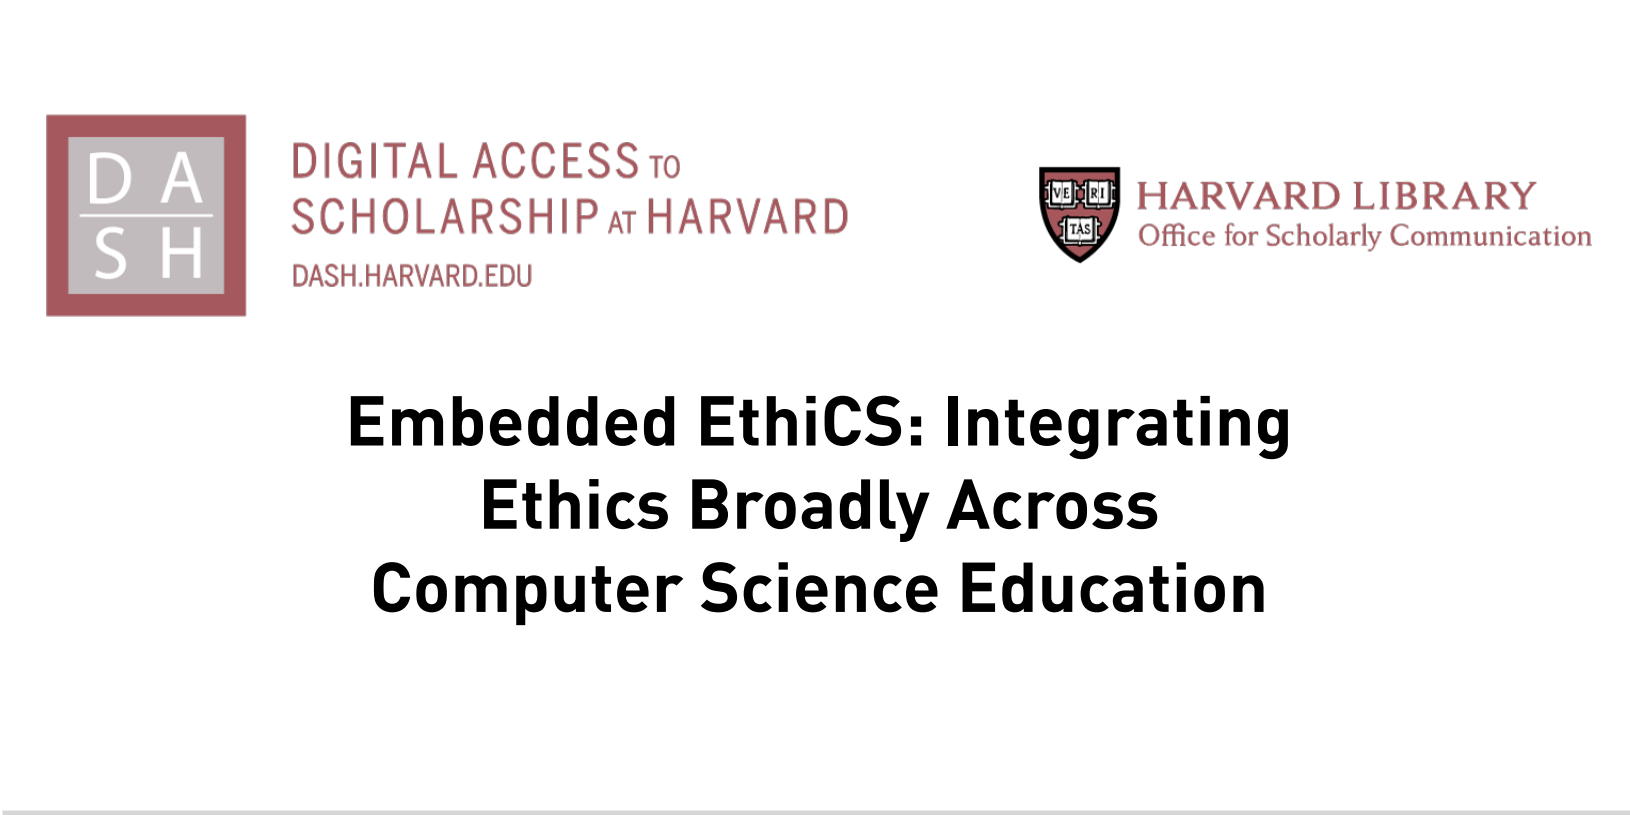 D A
S H
DIGITAL ACCESS TO
SCHOLARSHIP AT HARVARD
DASH.HARVARD.EDU
VE RI
TAS
HARVARD LIBRARY
Office for Scholarly Communication
Embedded EthiCS: Integrating
Ethics Broadly Across
Computer Science Education